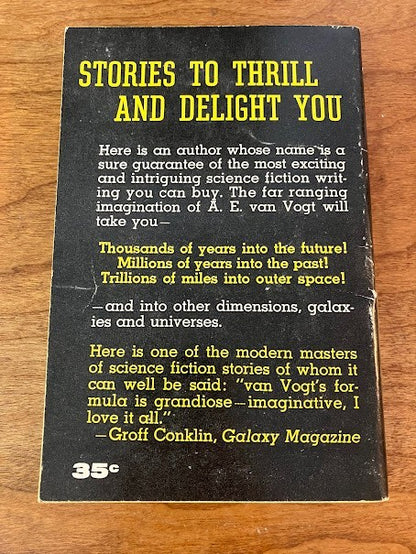 STORIES TO THRILL
AND DELIGHT YOU
Here is an author whose name is a
sure guarantee of the most exciting
and intriguing science fiction writ-
ing you can buy. The far ranging
imagination of A. E. van Vogt will
take you—
Thousands of years into the future!
Millions of years into the past!
Trillions of miles into outer space!
—and into other dimensions, galax-
ies and universes.
Here is one of the modern masters
of science fiction stories of whom it
can well be said: "van Vogt's for-
mula is grandiose—imaginative, I
love it all."
—Groff Conklin, Galaxy Magazine
35c